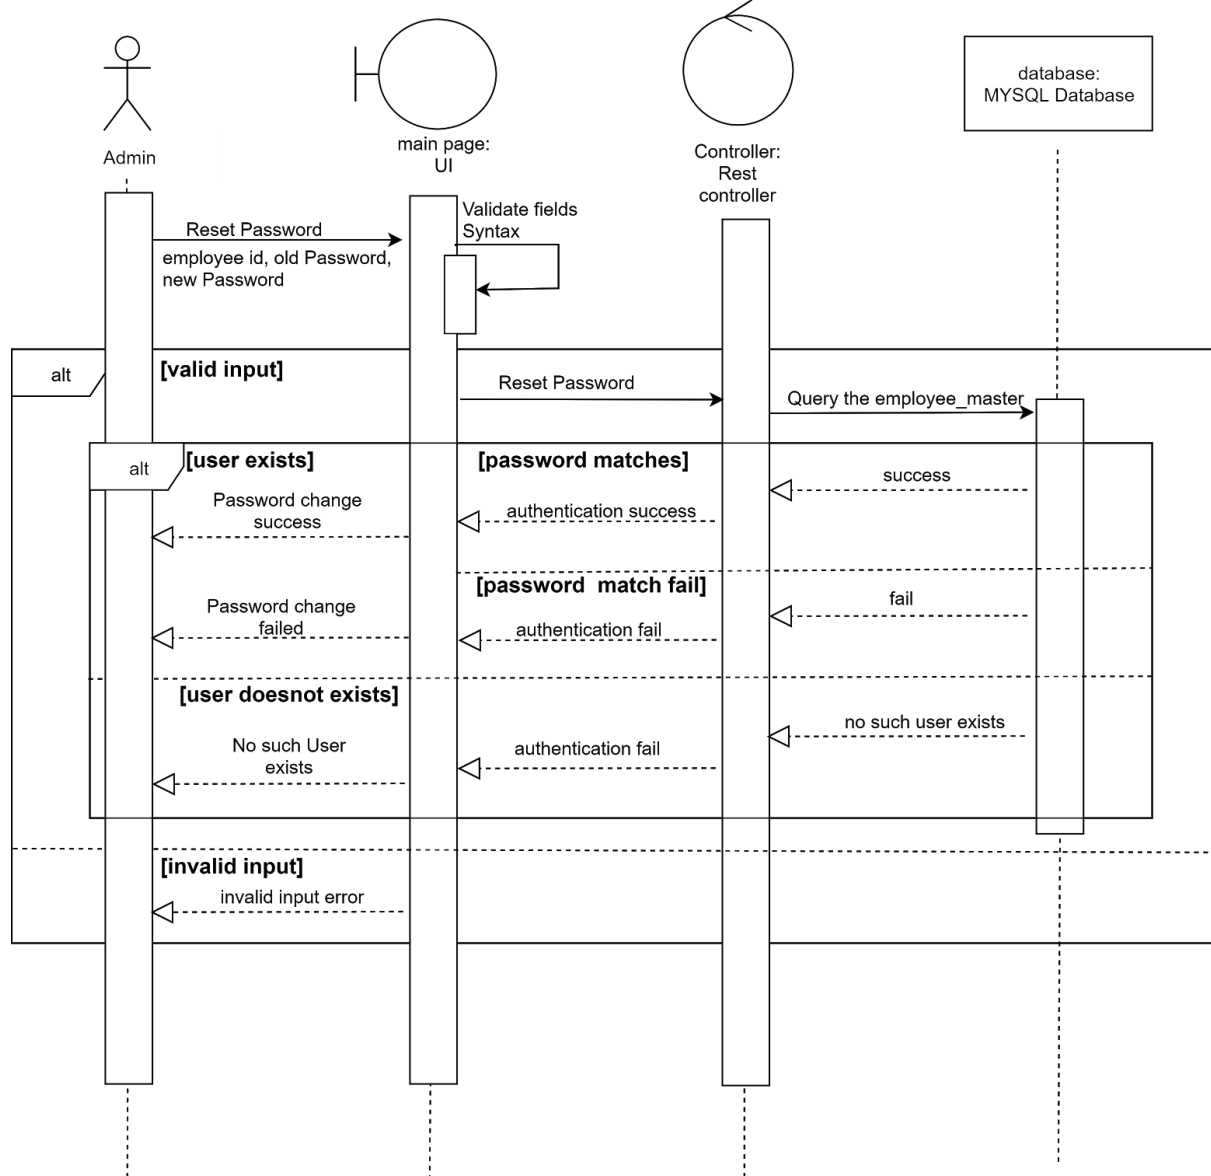 Admin
main page:
UI
Controller:
Rest
controller
database:
MYSQL Database
Reset Password
employee id, old Password,
new Password
Validate fields
Syntax
alt
[valid input]
Reset Password
Query the employee_master
alt
[user exists]
[password matches]
success
authentication success
Password change
success
[password  match fail]
fail
authentication fail
Password change
failed
[user doesnot exists]
no such user exists
authentication fail
No such User
exists
[invalid input]
invalid input error